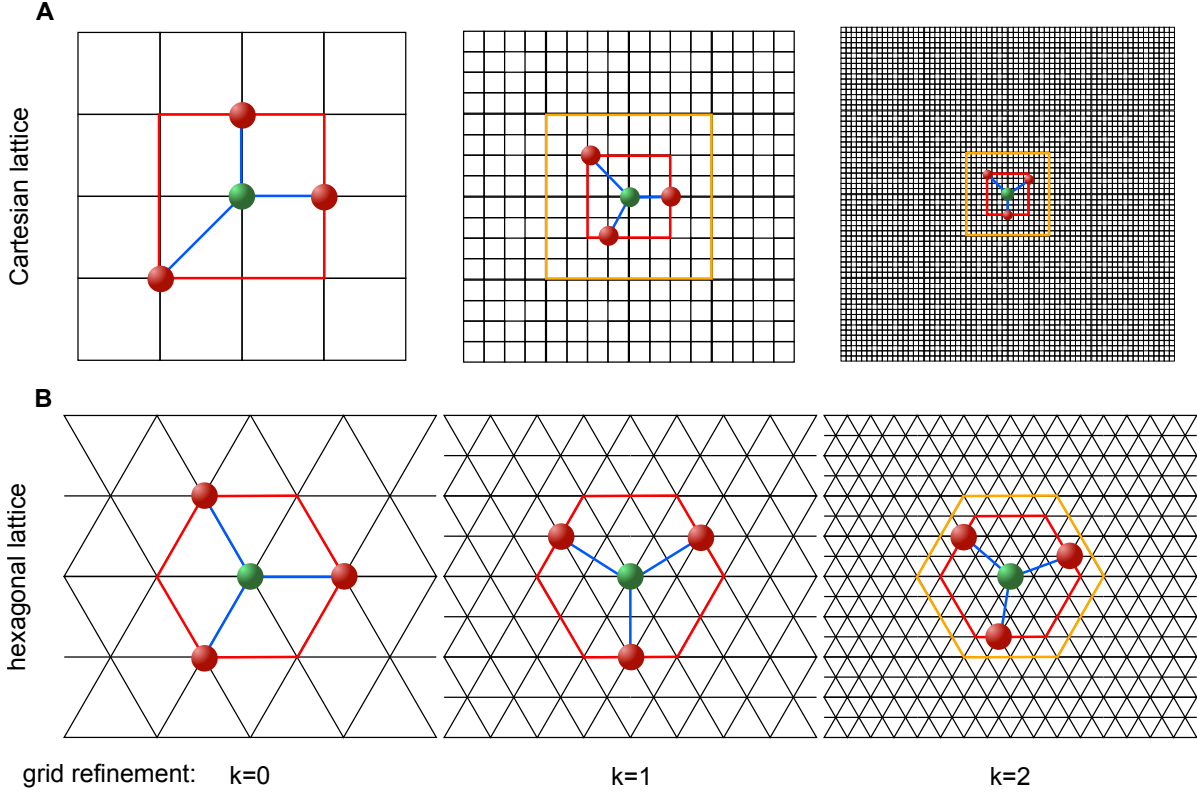 A
Cartesian lattice
B
hexagonal lattice
grid refinement: k=0 k=1 k=2